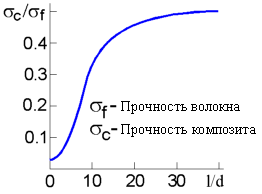 σc/σf
0.4
0.3
0.2
0.1
σf - Прочность волокна
σc - Прочность композита
0 10 20 30 l/d